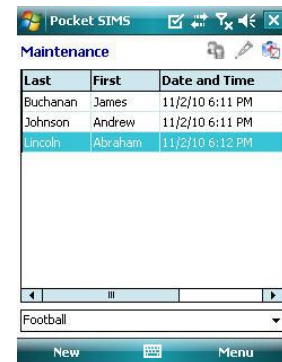 Pocket SIMS
Maintenance
Last First Date and Time
Buchanan James 11/2/10 6:11 PM
Johnson Andrew 11/2/10 6:11 PM
Lincoln Abraham 11/2/10 6:12 PM
Football
New Menu